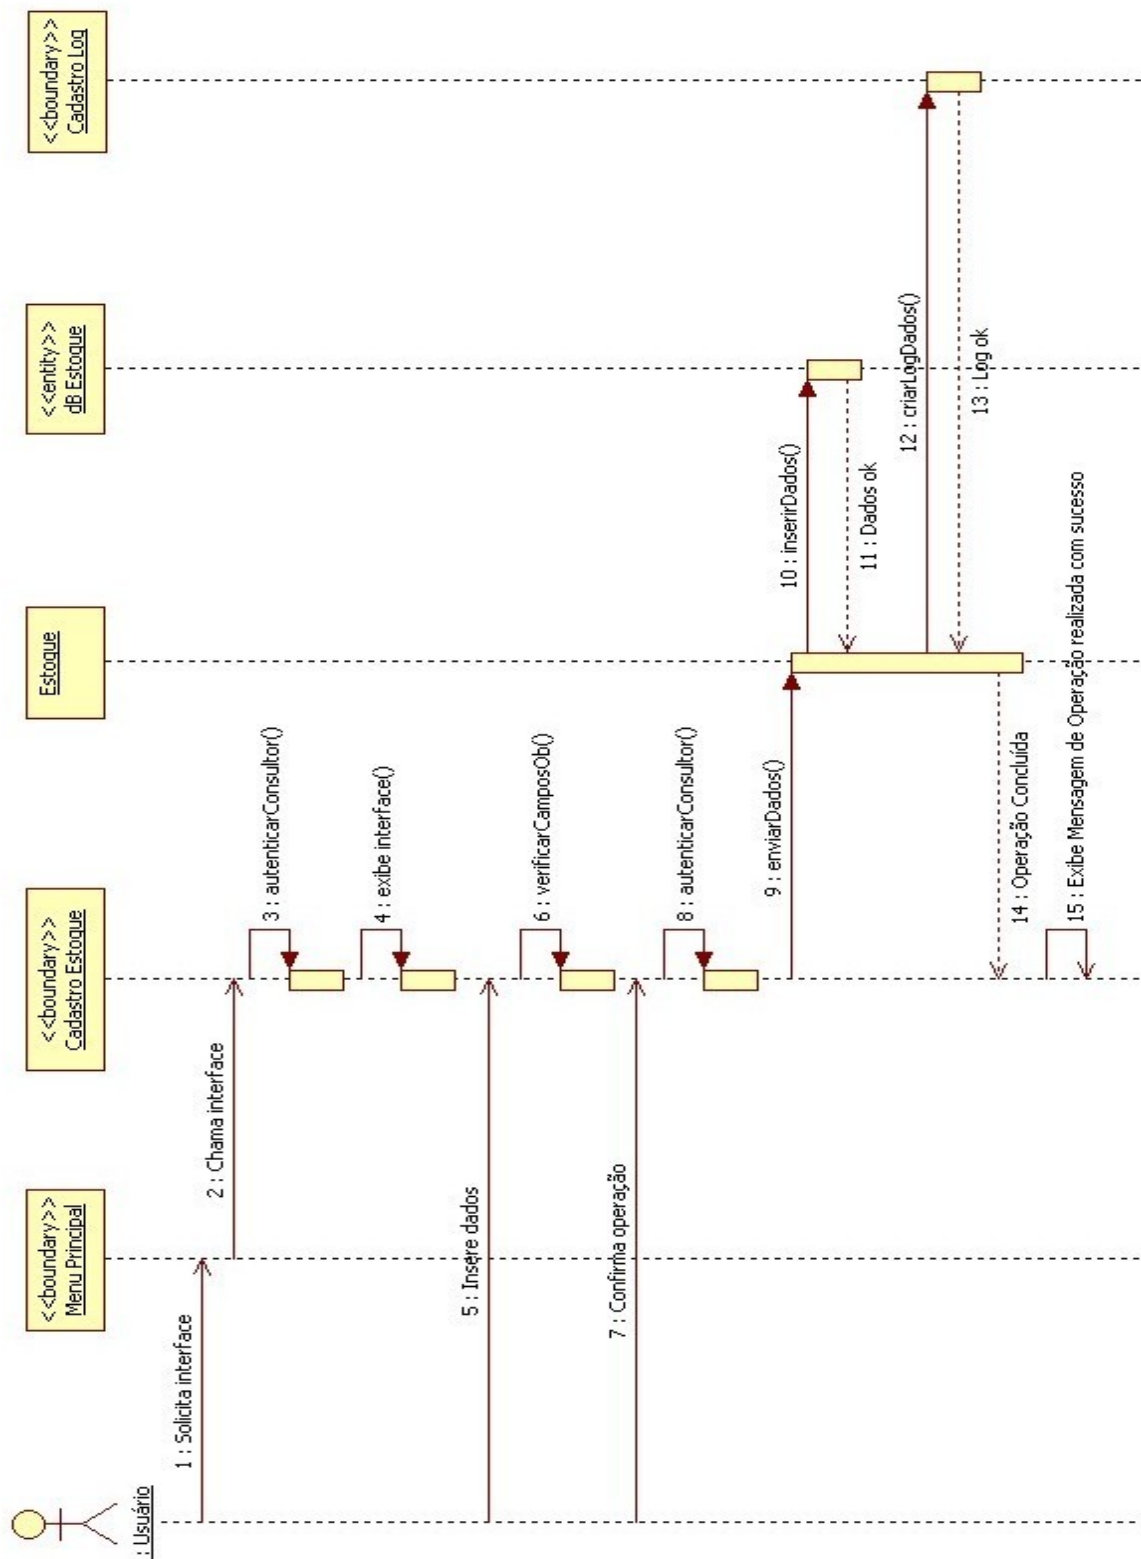 : Usuário
<<boundary>>
Menu Principal
<<boundary>>
Cadastro Estoque
Estoque
<<entity>>
dB Estoque
<<boundary>>
Cadastro Log
1 : Solicita interface
2 : Chama interface
3 : autenticarConsultor()
4 : exibe interface()
5 : Insere dados
6 : verificarCamposOb()
7 : Confirma operação
8 : autenticarConsultor()
9 : enviarDados()
10 : inserirDados()
11 : Dados ok
12 : criarLogDados()
13 : Log ok
14 : Operação Concluída
15 : Exibe Mensagem de Operação realizada com sucesso